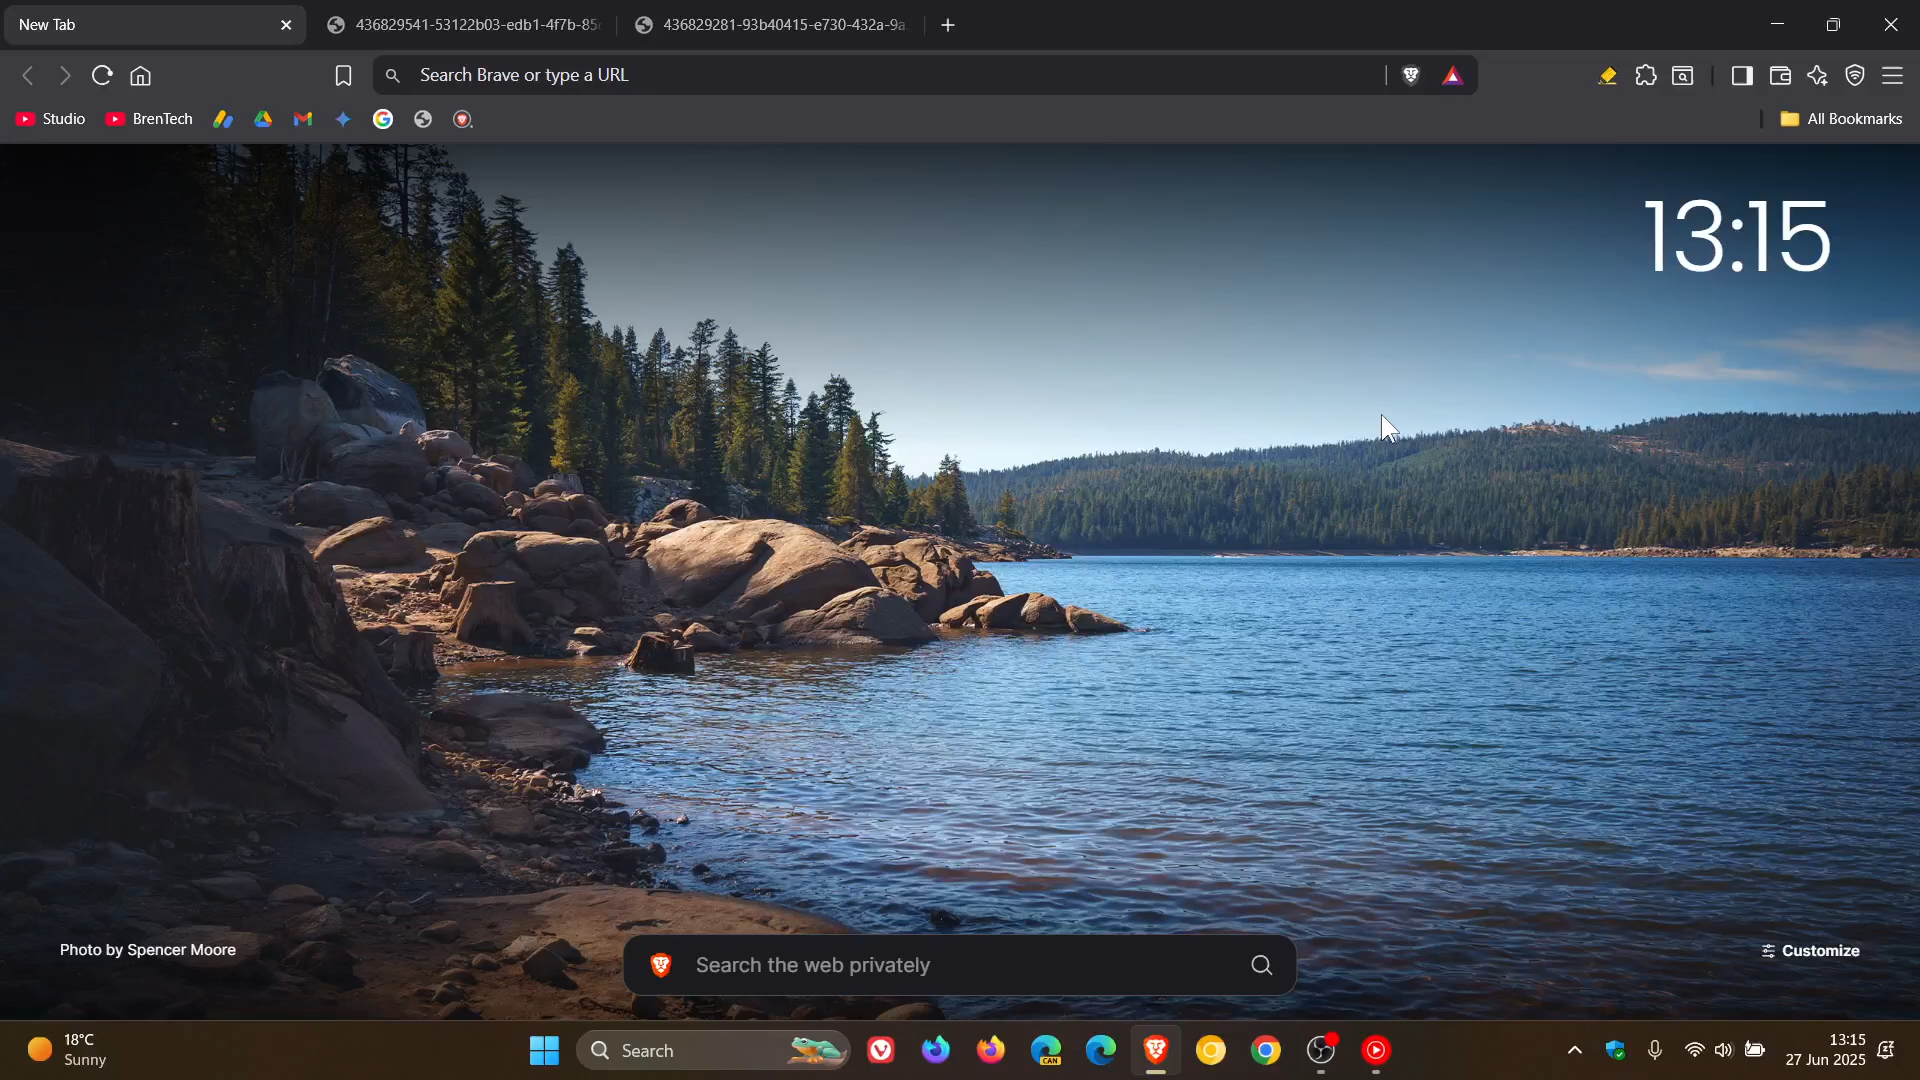 New Tab
436829541-53122b03-edb1-4f7b-85
436829281-93b40415-e730-432a-9a
Search Brave or type a URL
Studio
BrenTech
All Bookmarks
13:15
Photo by Spencer Moore
Search the web privately
Customize
18°C
Sunny
Search
CAN
13:15
27 Jun 2025